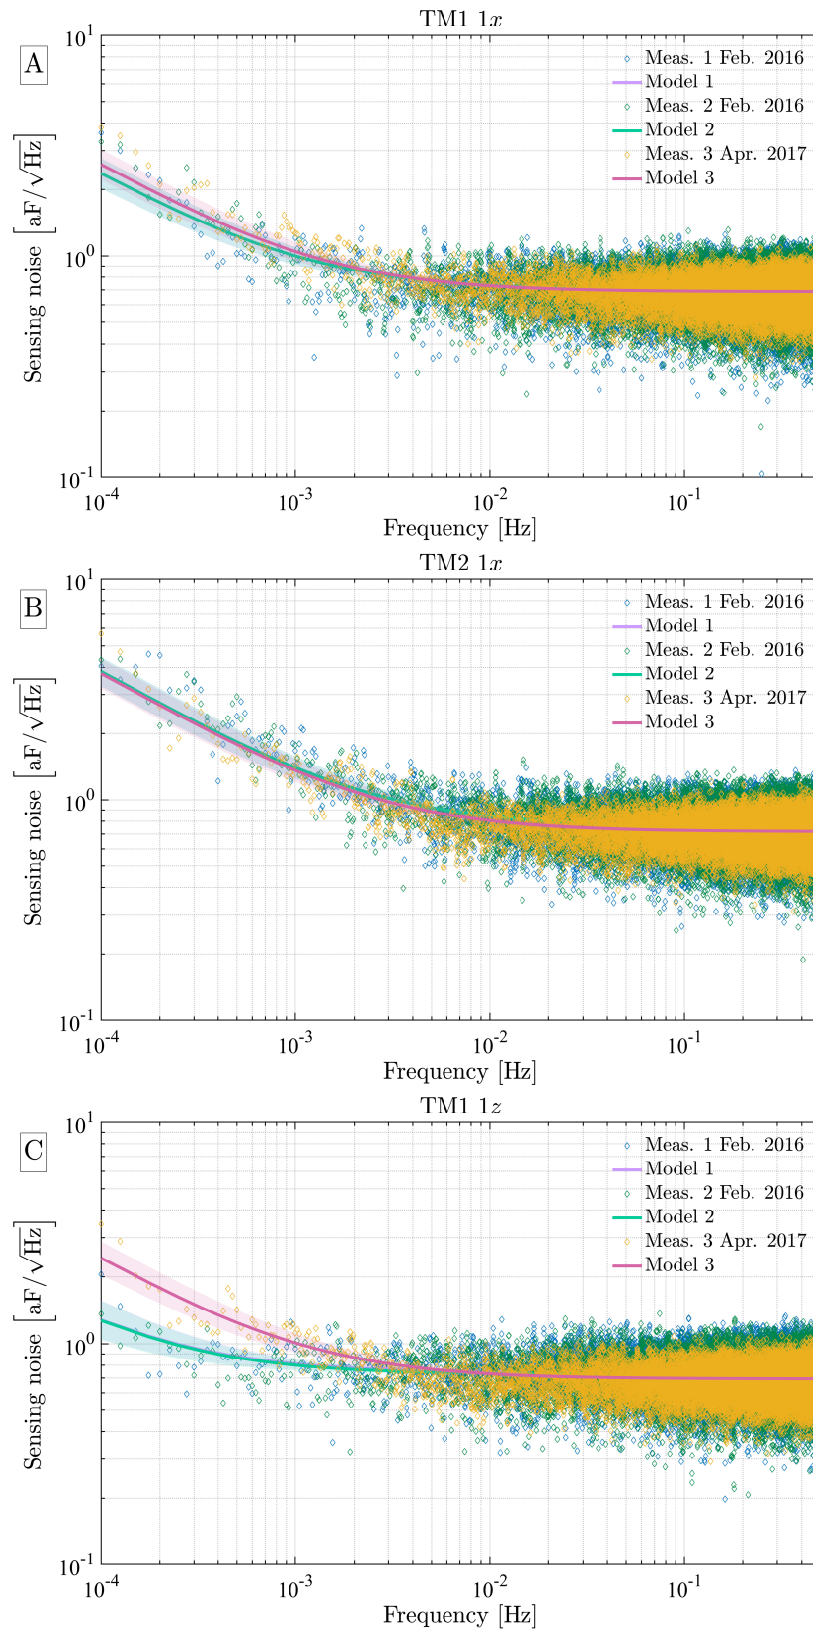 TM1 1x
A
10^1
10^0
10^-1
Sensing noise [aF/√Hz]
Meas. 1 Feb. 2016
Model 1
Meas. 2 Feb. 2016
Model 2
Meas. 3 Apr. 2017
Model 3
10^-4 10^-3 10^-2 10^-1
Frequency [Hz]
TM2 1x
B
10^1
10^0
10^-1
Sensing noise [aF/√Hz]
Meas. 1 Feb. 2016
Model 1
Meas. 2 Feb. 2016
Model 2
Meas. 3 Apr. 2017
Model 3
10^-4 10^-3 10^-2 10^-1
Frequency [Hz]
TM1 1z
C
10^1
10^0
10^-1
Sensing noise [aF/√Hz]
Meas. 1 Feb. 2016
Model 1
Meas. 2 Feb. 2016
Model 2
Meas. 3 Apr. 2017
Model 3
10^-4 10^-3 10^-2 10^-1
Frequency [Hz]